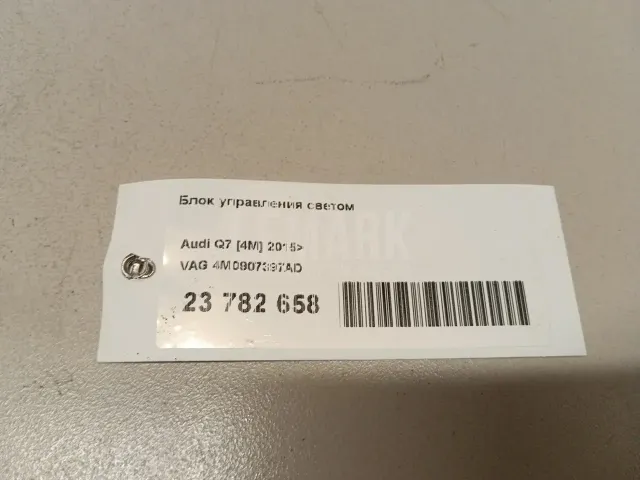 Блок управления светом
Audi Q7 [4M] 2015>
VAG 4M0907397AD
23 782 658